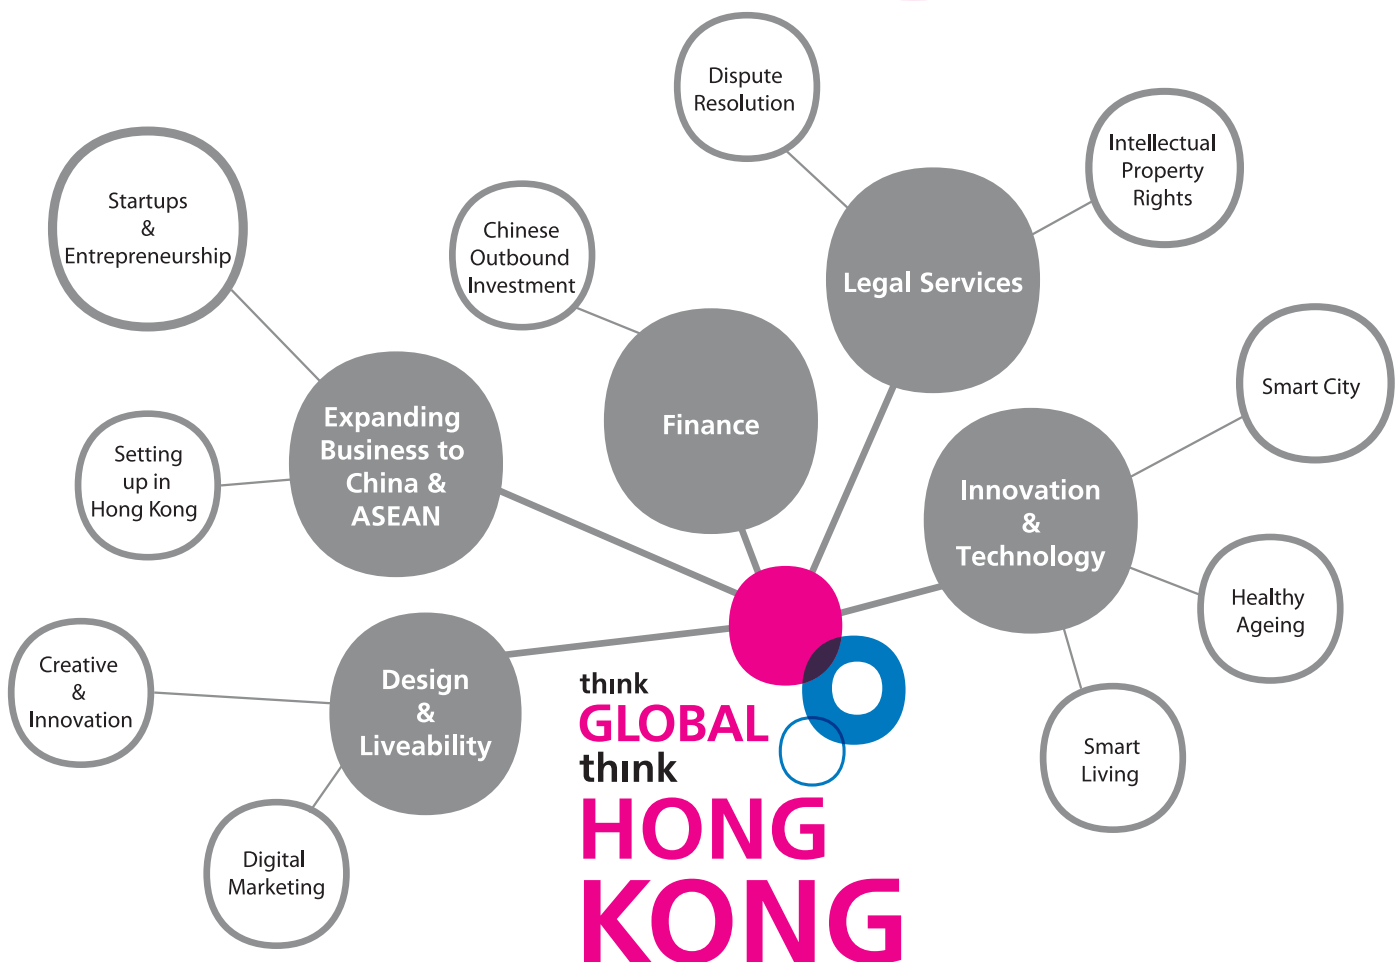 Dispute
Resolution
Intellectual
Property
Rights
Startups
&
Entrepreneurship
Chinese
Outbound
Investment
Legal Services
Smart City
Expanding
Business to
China &
ASEAN
Finance
Setting
up in
Hong Kong
Innovation
&
Technology
Healthy
Ageing
Creative
&
Innovation
Design
&
Liveability
Smart
Living
Digital
Marketing
thınk
GLOBAL
thınk
HONG
KONG